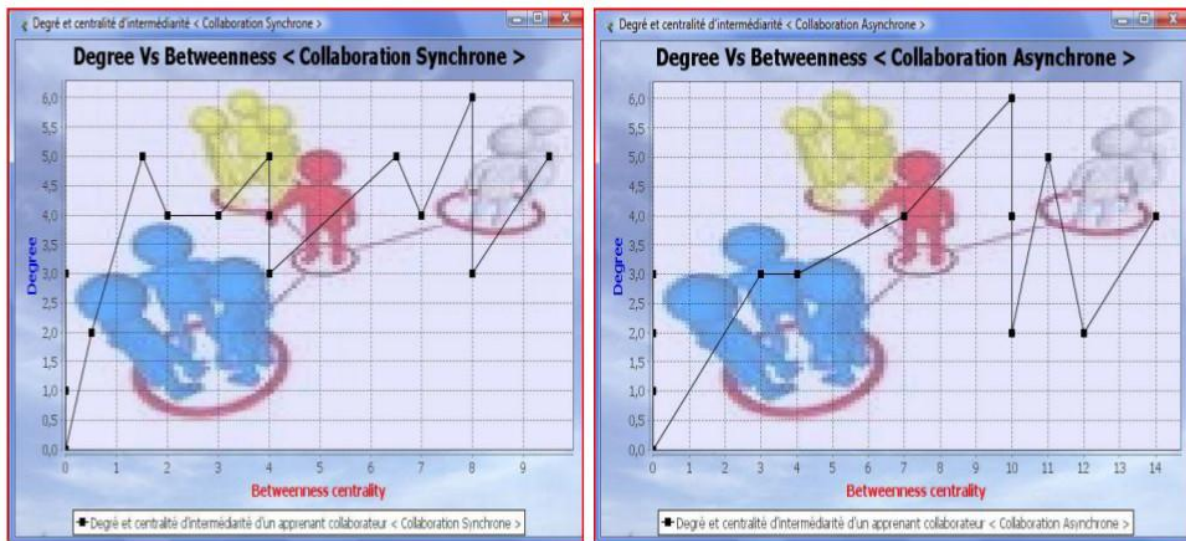 Degré et centralité d'intermédiarité < Collaboration Synchrone >
Degree Vs Betweenness < Collaboration Synchrone >
6,0
5,5
5,0
4,5
4,0
3,5
3,0
2,5
2,0
1,5
1,0
0,5
0,0
Degree
0 1 2 3 4 5 6 7 8 9
Betweenness centrality
Degré et centralité d'intermédiarité d'un apprenant collaborateur < Collaboration Synchrone >
Degré et centralité d'intermédiarité < Collaboration Asynchrone >
Degree Vs Betweenness < Collaboration Asynchrone >
6,0
5,5
5,0
4,5
4,0
3,5
3,0
2,5
2,0
1,5
1,0
0,5
0,0
Degree
0 1 2 3 4 5 6 7 8 9 10 11 12 13 14
Betweenness centrality
Degré et centralité d'intermédiarité d'un apprenant collaborateur < Collaboration Asynchrone >